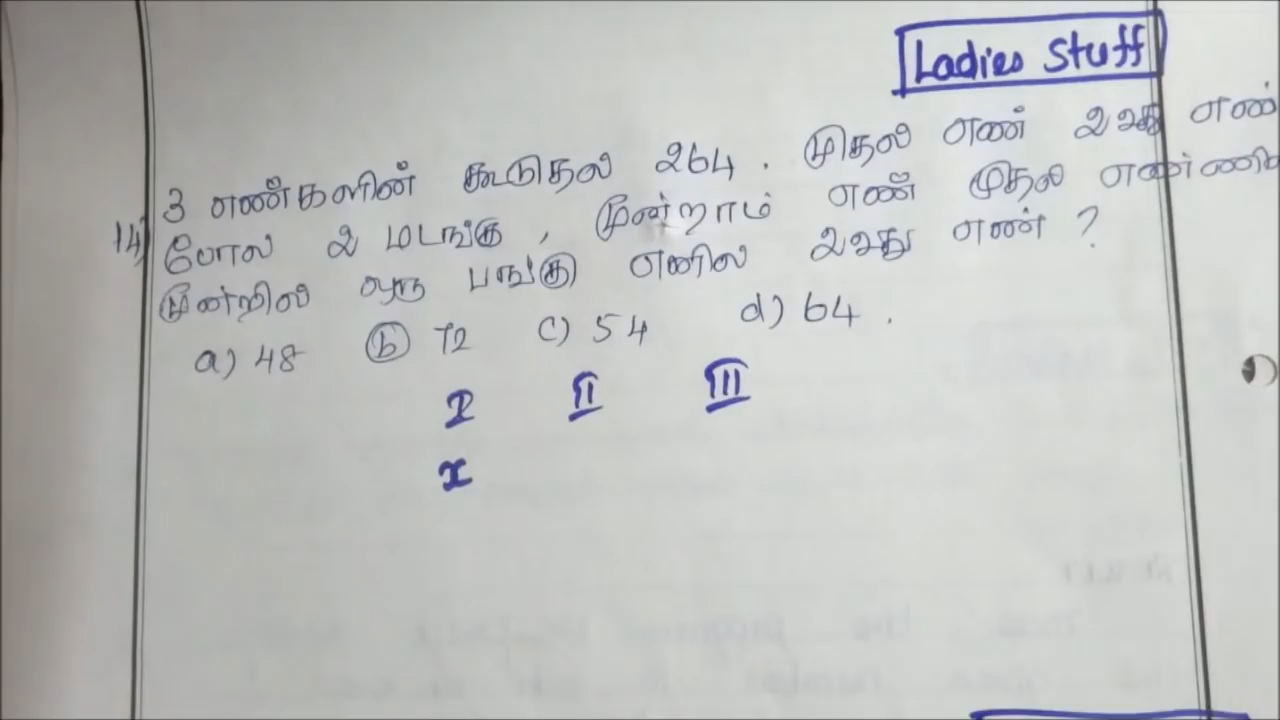 Ladies Stuff
3 எண்களின் கூடுதல் 264. முதல் எண் 2வது எண்
14) போல 2 மடங்கு, மூன்றாம் எண் முதல் எண்ணில்
மூன்றில் ஒரு பங்கு எனில் 2வது எண்?
a) 48 b) 72 c) 54 d) 64.
I II III
x